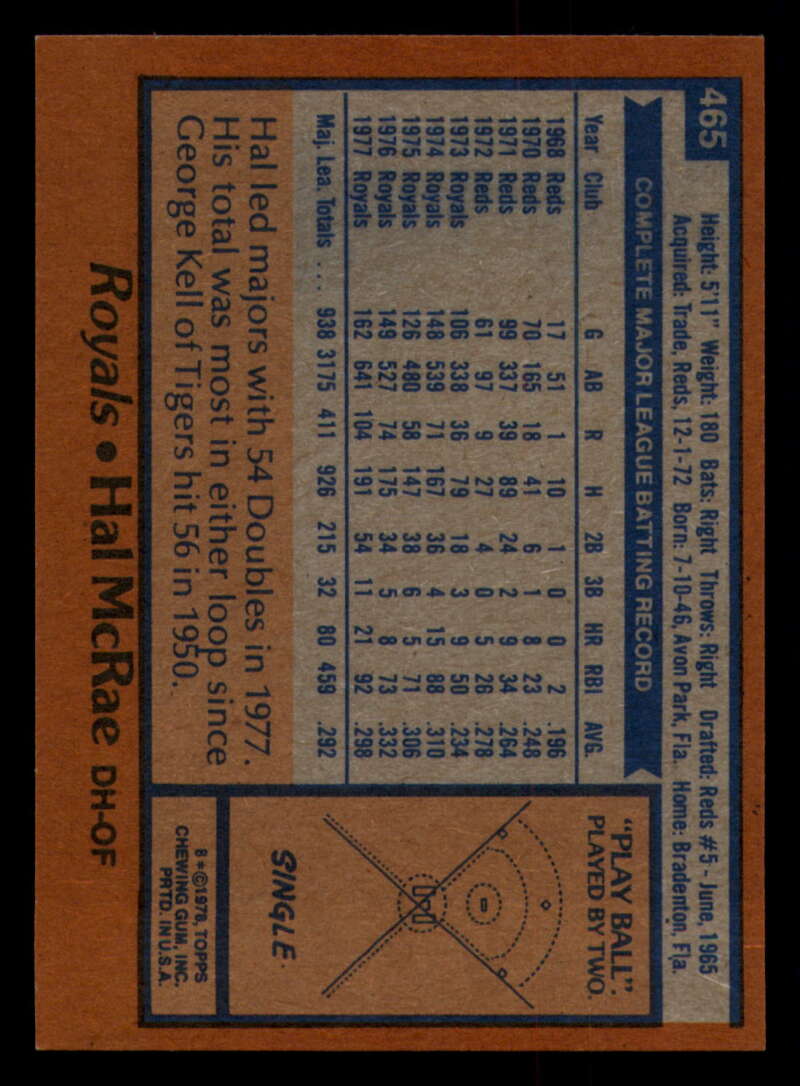 465
Height: 5'11" Weight: 180 Bats: Right Throws: Right Drafted: Reds #5 - June, 1965
Acquired: Trade, Reds, 12-1-72 Born: 7-10-46, Avon Park, Fla. Home: Bradenton, Fla.
COMPLETE MAJOR LEAGUE BATTING RECORD
Year Club G AB R H 2B 3B HR RBI AVG.
1968 Reds 17 51 1 10 1 0 0 2 .196
1970 Reds 70 165 18 41 6 1 8 23 .248
1971 Reds 99 337 39 89 24 2 9 34 .264
1972 Reds 61 97 9 27 4 0 5 26 .278
1973 Royals 106 338 36 79 18 3 9 50 .234
1974 Royals 148 539 71 167 36 4 15 88 .310
1975 Royals 126 480 58 147 38 6 5 71 .306
1976 Royals 149 527 74 175 34 5 8 73 .332
1977 Royals 162 641 104 191 54 11 21 92 .298
Maj. Lea. Totals ... 938 3175 411 926 215 32 80 459 .292
Hal led majors with 54 Doubles in 1977.
His total was most in either loop since
George Kell of Tigers hit 56 in 1950.
"PLAY BALL".
PLAYED BY TWO.
SINGLE
8*©1978, TOPPS
CHEWING GUM, INC.
PRTD. IN U.S.A.
Royals • Hal McRae DH-OF